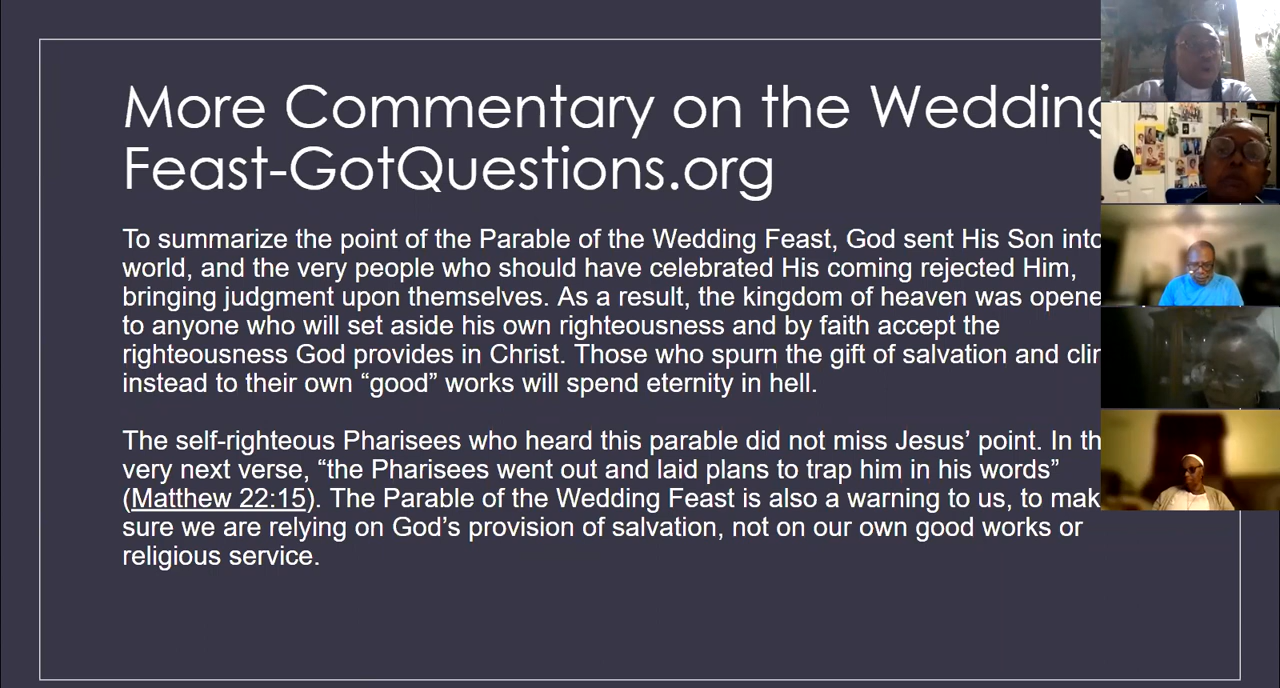 More Commentary on the Wedding
Feast-GotQuestions.org
To summarize the point of the Parable of the Wedding Feast, God sent His Son into
world, and the very people who should have celebrated His coming rejected Him,
bringing judgment upon themselves. As a result, the kingdom of heaven was opene
to anyone who will set aside his own righteousness and by faith accept the
righteousness God provides in Christ. Those who spurn the gift of salvation and clin
instead to their own “good” works will spend eternity in hell.
The self-righteous Pharisees who heard this parable did not miss Jesus’ point. In th
very next verse, “the Pharisees went out and laid plans to trap him in his words”
(Matthew 22:15). The Parable of the Wedding Feast is also a warning to us, to mak
sure we are relying on God’s provision of salvation, not on our own good works or
religious service.